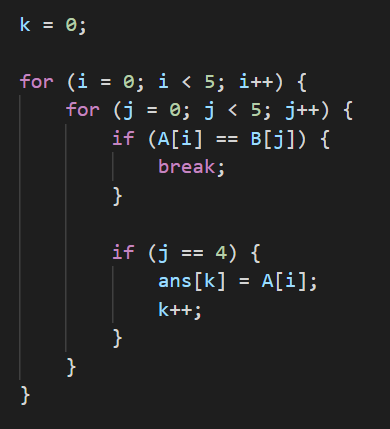 k = 0;
for (i = 0; i < 5; i++) {
for (j = 0; j < 5; j++) {
if (A[i] == B[j]) {
break;
}
if (j == 4) {
ans[k] = A[i];
k++;
}
}
}